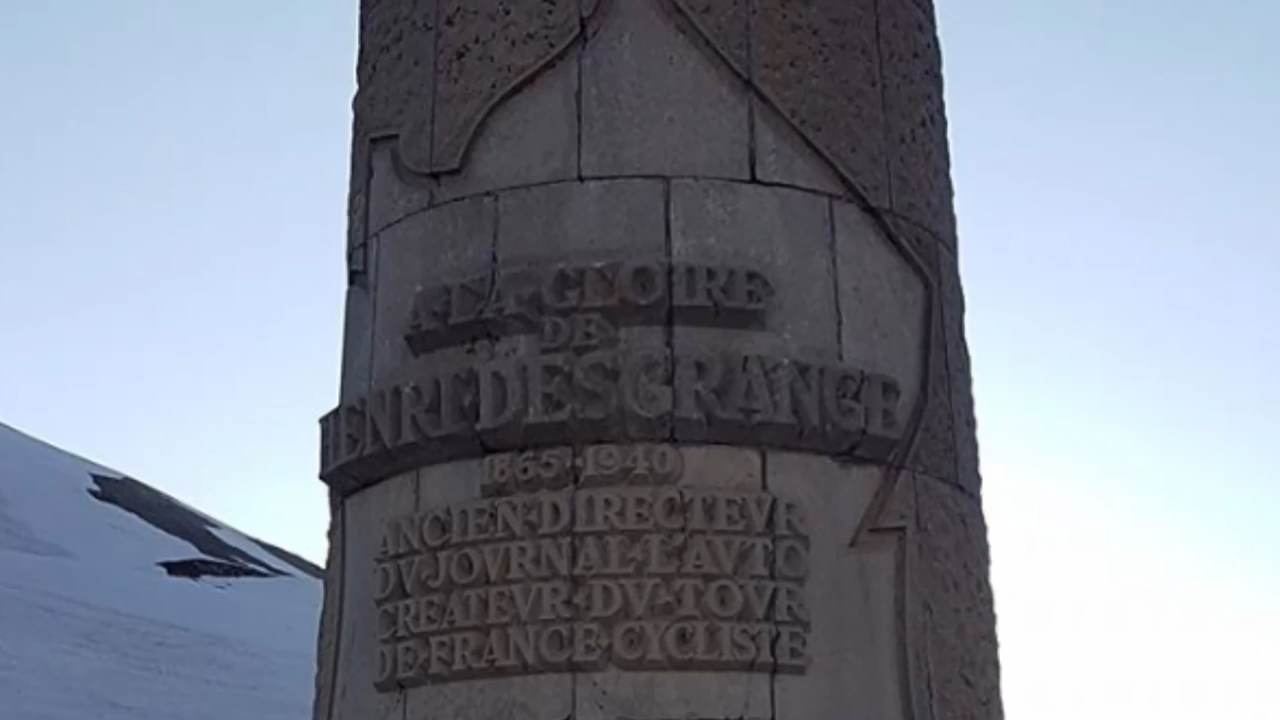 A·LA·GLOIRE
DE
HENRI·DESGRANGE
1865·1940
ANCIEN·DIRECTEVR
DV·JOVRNAL·L'AVTO
CREATEVR·DV·TOVR
DE·FRANCE·CYCLISTE